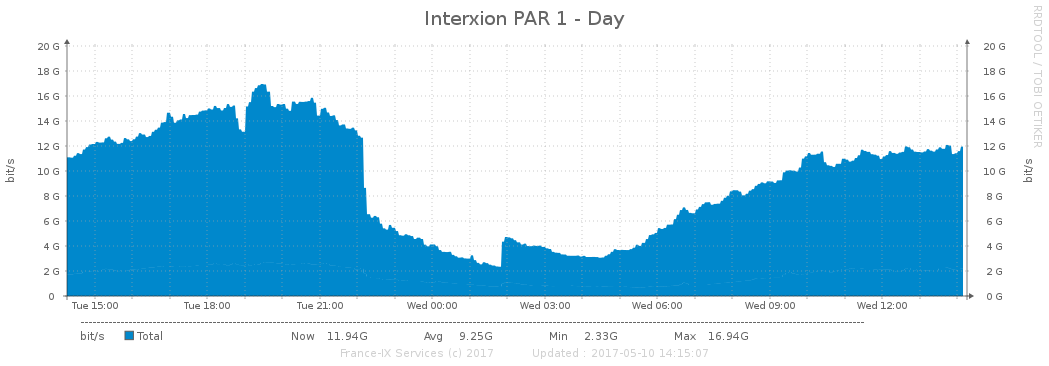 Interxion PAR 1 - Day
RRDTOOL / TOBI OETIKER
20 G 20 G
18 G 18 G
16 G 16 G
14 G 14 G
12 G 12 G
10 G 10 G
8 G 8 G
6 G 6 G
4 G 4 G
2 G 2 G
0 0 G
bit/s
bit/s
Tue 15:00 Tue 18:00 Tue 21:00 Wed 00:00 Wed 03:00 Wed 06:00 Wed 09:00 Wed 12:00
bit/s Total Now 11.94G Avg 9.25G Min 2.33G Max 16.94G
France-IX Services (c) 2017 Updated : 2017-05-10 14:15:07